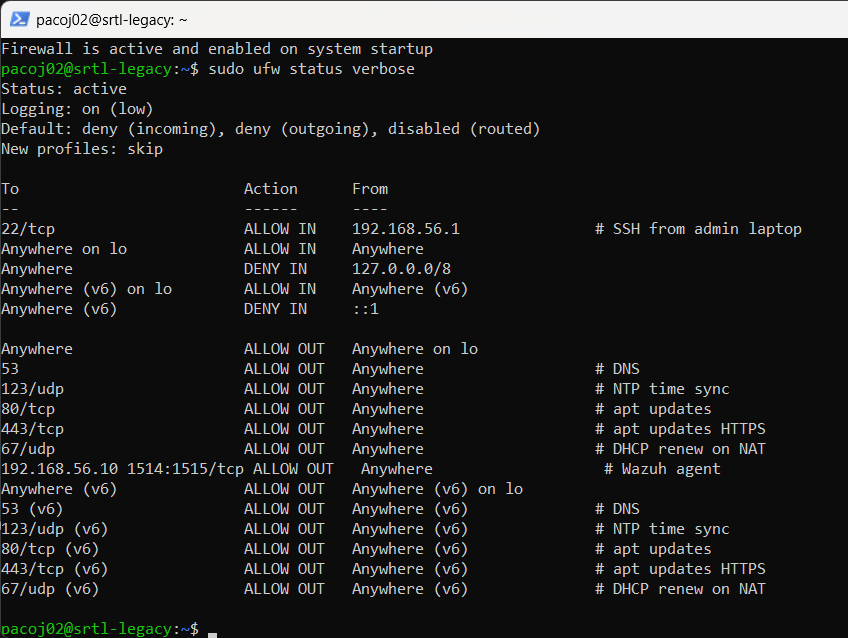 pacoj02@srtl-legacy: ~
Firewall is active and enabled on system startup
pacoj02@srtl-legacy:~$ sudo ufw status verbose
Status: active
Logging: on (low)
Default: deny (incoming), deny (outgoing), disabled (routed)
New profiles: skip

To                         Action      From
--                         ------      ----
22/tcp                     ALLOW IN    192.168.56.1               # SSH from admin laptop
Anywhere on lo             ALLOW IN    Anywhere
Anywhere                   DENY IN     127.0.0.0/8
Anywhere (v6) on lo        ALLOW IN    Anywhere (v6)
Anywhere (v6)              DENY IN     ::1

Anywhere                   ALLOW OUT   Anywhere on lo
53                         ALLOW OUT   Anywhere                   # DNS
123/udp                    ALLOW OUT   Anywhere                   # NTP time sync
80/tcp                     ALLOW OUT   Anywhere                   # apt updates
443/tcp                    ALLOW OUT   Anywhere                   # apt updates HTTPS
67/udp                     ALLOW OUT   Anywhere                   # DHCP renew on NAT
192.168.56.10 1514:1515/tcp ALLOW OUT   Anywhere                   # Wazuh agent
Anywhere (v6)              ALLOW OUT   Anywhere (v6) on lo
53 (v6)                    ALLOW OUT   Anywhere (v6)              # DNS
123/udp (v6)               ALLOW OUT   Anywhere (v6)              # NTP time sync
80/tcp (v6)                ALLOW OUT   Anywhere (v6)              # apt updates
443/tcp (v6)               ALLOW OUT   Anywhere (v6)              # apt updates HTTPS
67/udp (v6)                ALLOW OUT   Anywhere (v6)              # DHCP renew on NAT

pacoj02@srtl-legacy:~$